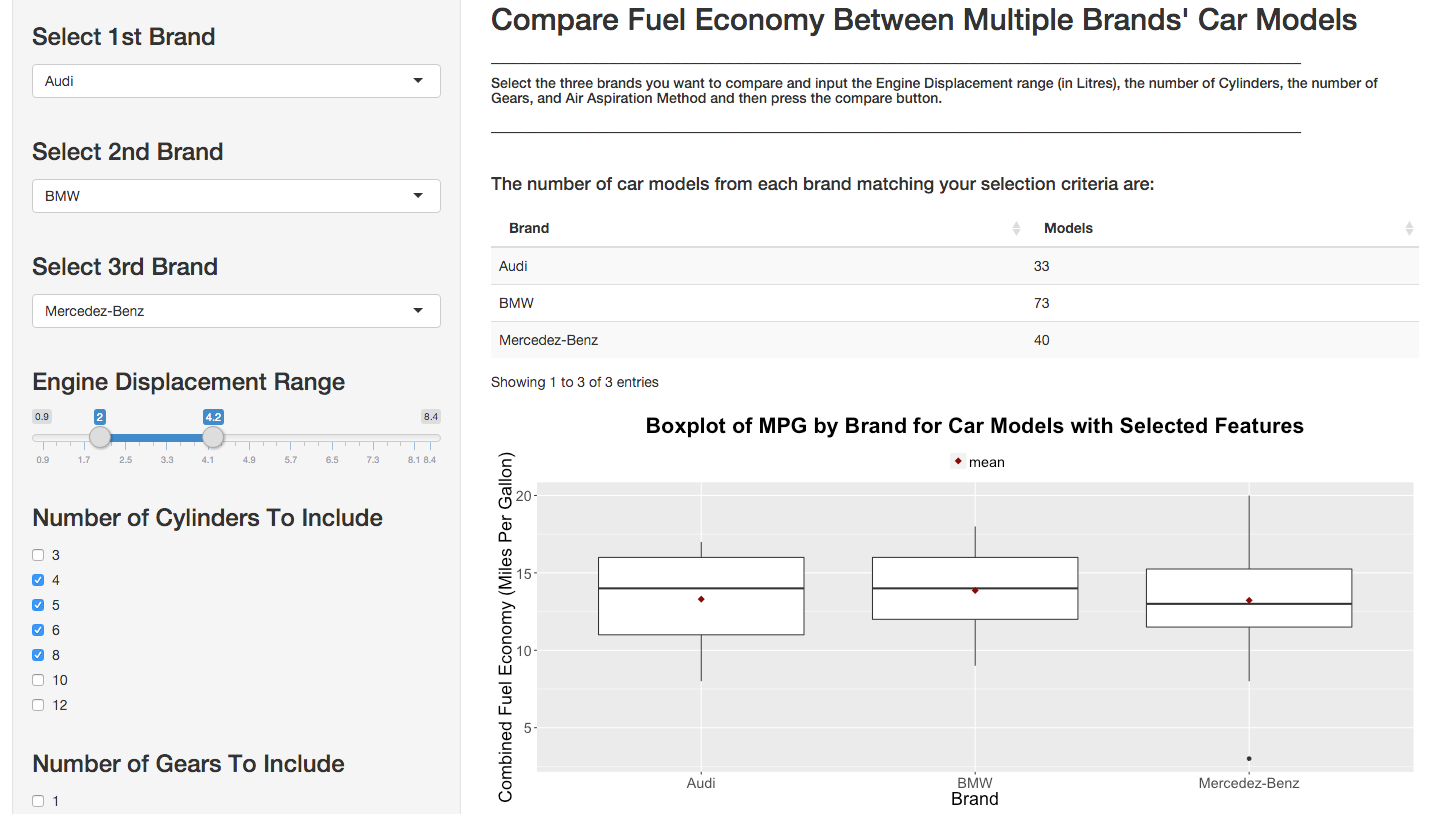 Select 1st Brand
Audi
Select 2nd Brand
BMW
Select 3rd Brand
Mercedez-Benz
Engine Displacement Range
0.9 2 4.2 8.4
0.9 1.7 2.5 3.3 4.1 4.9 5.7 6.5 7.3 8.1 8.4
Number of Cylinders To Include
3
4
5
6
8
10
12
Number of Gears To Include
1
Compare Fuel Economy Between Multiple Brands' Car Models
Select the three brands you want to compare and input the Engine Displacement range (in Litres), the number of Cylinders, the number of
Gears, and Air Aspiration Method and then press the compare button.
The number of car models from each brand matching your selection criteria are:
Brand Models
Audi 33
BMW 73
Mercedez-Benz 40
Showing 1 to 3 of 3 entries
Boxplot of MPG by Brand for Car Models with Selected Features
mean
Combined Fuel Economy (Miles Per Gallon)
20
15
10
5
Audi BMW Mercedez-Benz
Brand